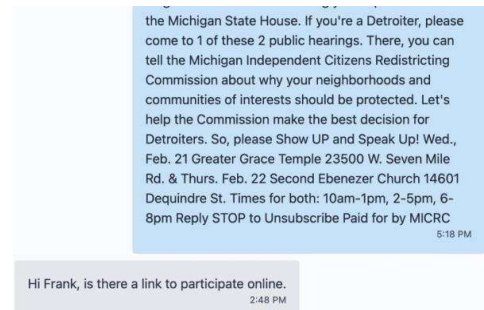 the Michigan State House. If you're a Detroiter, please
come to 1 of these 2 public hearings. There, you can
tell the Michigan Independent Citizens Redistricting
Commission about why your neighborhoods and
communities of interests should be protected. Let's
help the Commission make the best decision for
Detroiters. So, please Show UP and Speak Up! Wed.,
Feb. 21 Greater Grace Temple 23500 W. Seven Mile
Rd. & Thurs. Feb. 22 Second Ebenezer Church 14601
Dequindre St. Times for both: 10am-1pm, 2-5pm, 6-
8pm Reply STOP to Unsubscribe Paid for by MICRC
5:18 PM
Hi Frank, is there a link to participate online.
2:48 PM